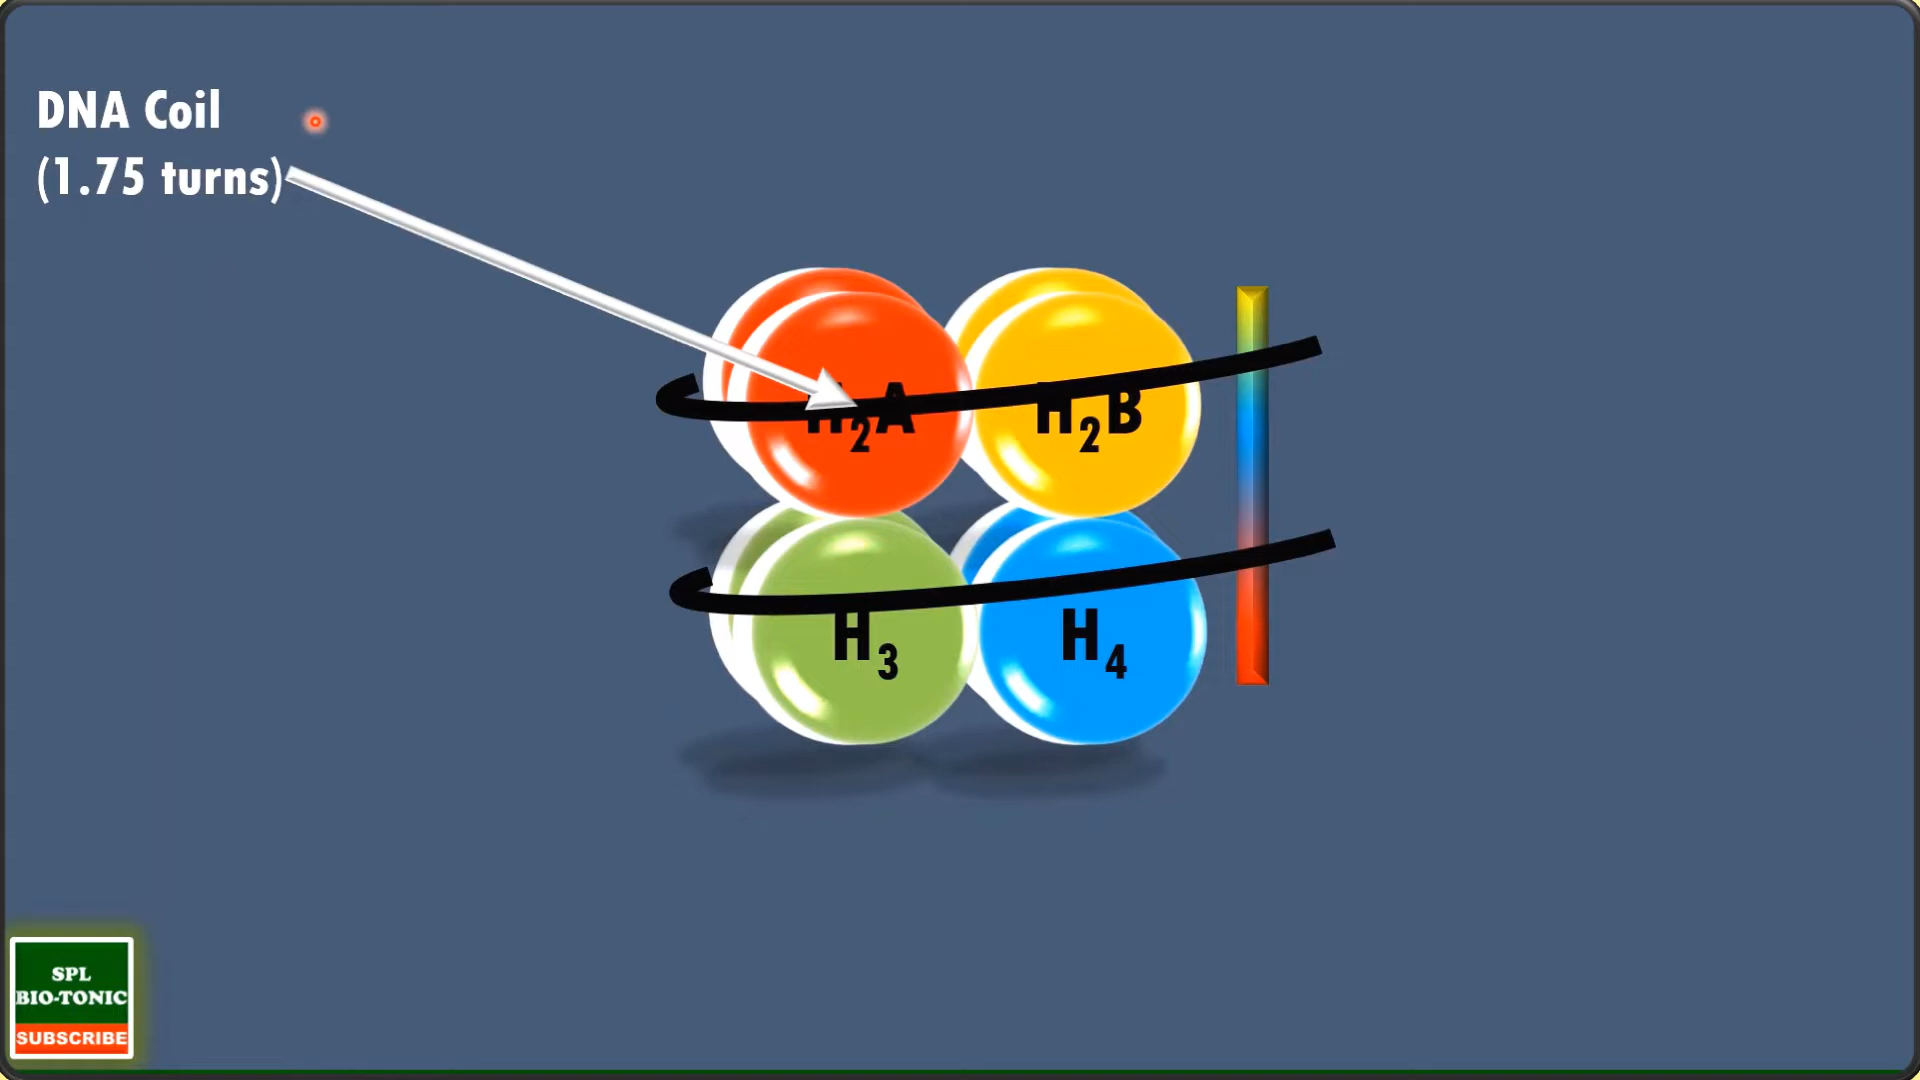 DNA Coil
(1.75 turns)
H₂A
H₂B
H₃
H₄
SPL
BIO-TONIC
SUBSCRIBE